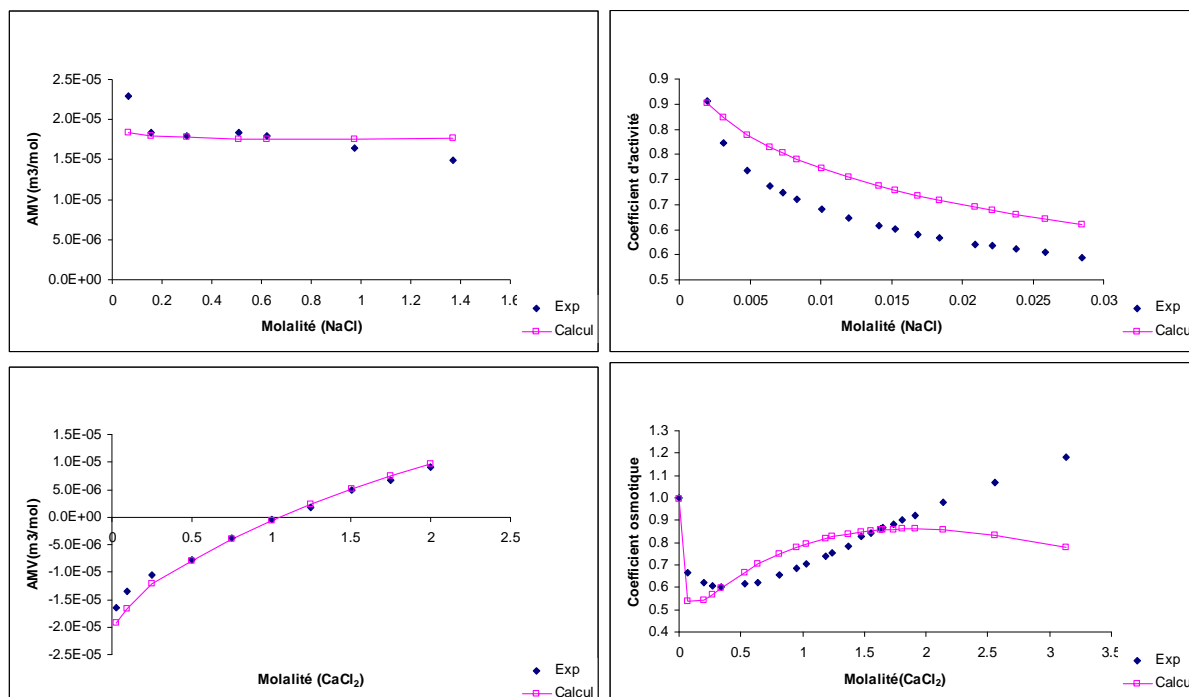 2.5E-05
2.0E-05
1.5E-05
1.0E-05
5.0E-06
0.0E+00
AMV(m3/mol)
0 0.2 0.4 0.6 0.8 1 1.2 1.4 1.6
Molalité (NaCl)
Exp
Calcul
0.9
0.9
0.8
0.8
0.7
0.7
0.6
0.6
0.5
Coefficient d'activité
0 0.005 0.01 0.015 0.02 0.025 0.03
Molalité (NaCl)
Exp
Calcul
1.5E-05
1.0E-05
5.0E-06
0.0E+00
-5.0E-06
-1.0E-05
-1.5E-05
-2.0E-05
-2.5E-05
AMV(m3/mol)
0 0.5 1 1.5 2 2.5
Molalité (CaCl2)
Exp
Calcul
1.3
1.2
1.1
1.0
0.9
0.8
0.7
0.6
0.5
0.4
Coefficient osmotique
0 0.5 1 1.5 2 2.5 3 3.5
Molalité(CaCl2)
Exp
Calcul